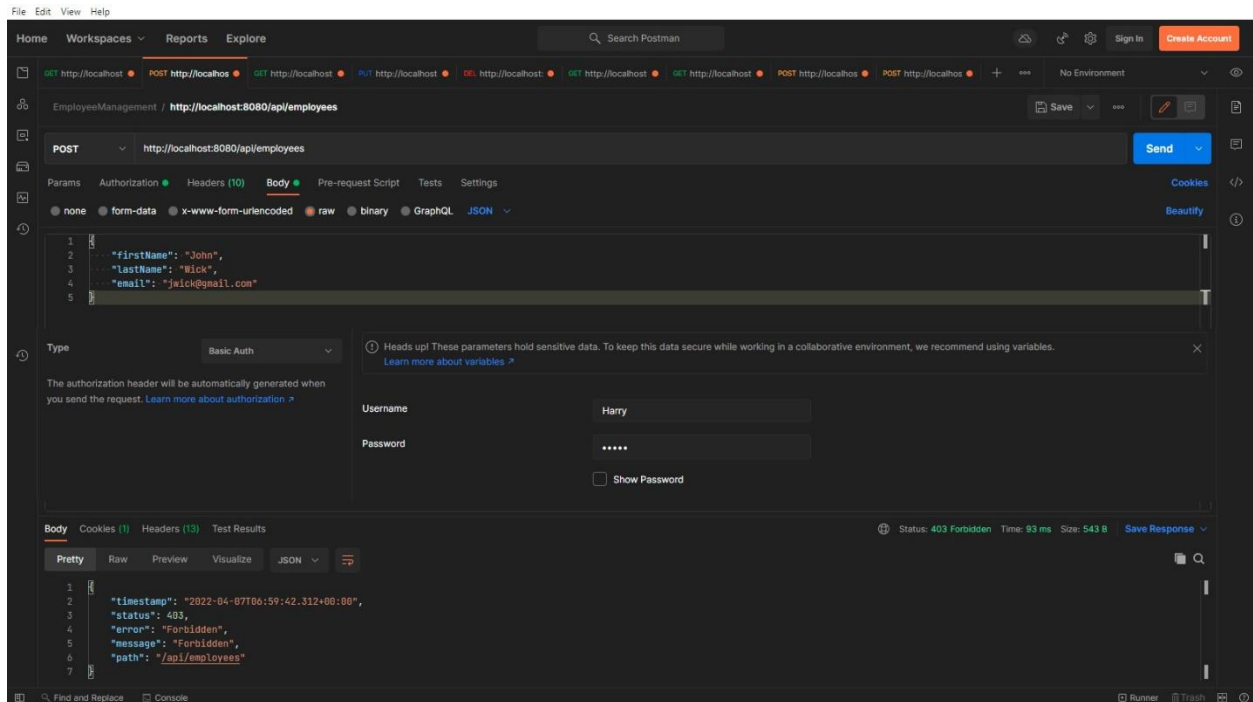 File Edit View Help
Home Workspaces Reports Explore Search Postman Sign In Create Account
GET http://localhost POST http://localhos GET http://localhost PUT http://localhost DEL http://localhost: GET http://localhost GET http://localhost POST http://localhos POST http://localhos + ooo No Environment
EmployeeManagement / http://localhost:8080/api/employees Save ooo
POST http://localhost:8080/api/employees Send
Params Authorization Headers (10) Body Pre-request Script Tests Settings Cookies
none form-data x-www-form-urlencoded raw binary GraphQL JSON Beautify
1 {
2 "firstName": "John",
3 "lastName": "Wick",
4 "email": "jwick@gmail.com"
5 }
Type Basic Auth
Heads up! These parameters hold sensitive data. To keep this data secure while working in a collaborative environment, we recommend using variables.
Learn more about variables ↗
The authorization header will be automatically generated when
you send the request. Learn more about authorization ↗
Username Harry
Password •••••
Show Password
Body Cookies (1) Headers (13) Test Results Status: 403 Forbidden Time: 93 ms Size: 543 B Save Response
Pretty Raw Preview Visualize JSON
1 {
2 "timestamp": "2022-04-07T06:59:42.312+00:00",
3 "status": 403,
4 "error": "Forbidden",
5 "message": "Forbidden",
6 "path": "/api/employees"
7 }
Find and Replace Console Runner Trash